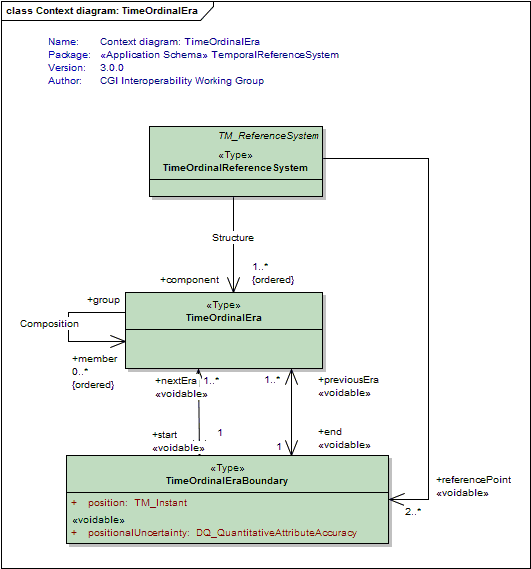 class Context diagram: TimeOrdinalEra
Name: Context diagram: TimeOrdinalEra
Package: «Application Schema» TemporalReferenceSystem
Version: 3.0.0
Author: CGI Interoperability Working Group
TM_ReferenceSystem
«Type»
TimeOrdinalReferenceSystem
Structure
+component 1..*
{ordered}
+group
«Type»
TimeOrdinalEra
Composition
+member
0..*
{ordered}
+nextEra 1..* 1..* +previousEra
«voidable» «voidable»
+start 1 +end
«voidable» 1 «voidable»
«Type»
TimeOrdinalEraBoundary
+ position: TM_Instant
«voidable»
+ positionalUncertainty: DQ_QuantitativeAttributeAccuracy
+referencePoint
«voidable»
2..*